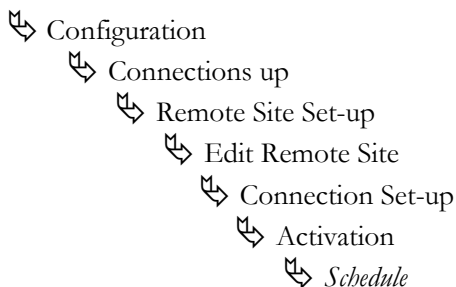 Configuration
Connections up
Remote Site Set-up
Edit Remote Site
Connection Set-up
Activation
Schedule